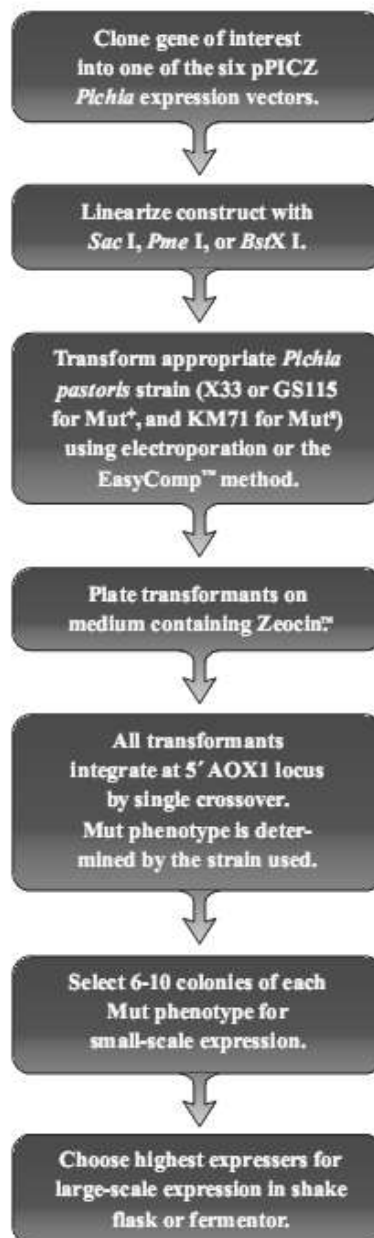 Clone gene of interest
into one of the six pPICZ
Pichia expression vectors.
Linearize construct with
Sac I, Pme I, or BstX I.
Transform appropriate Pichia
pastoris strain (X33 or GS115
for Mut⁺, and KM71 for Mutˢ)
using electroporation or the
EasyComp™ method.
Plate transformants on
medium containing Zeocin™.
All transformants
integrate at 5´ AOX1 locus
by single crossover.
Mut phenotype is deter-
mined by the strain used.
Select 6-10 colonies of each
Mut phenotype for
small-scale expression.
Choose highest expressers for
large-scale expression in shake
flask or fermentor.